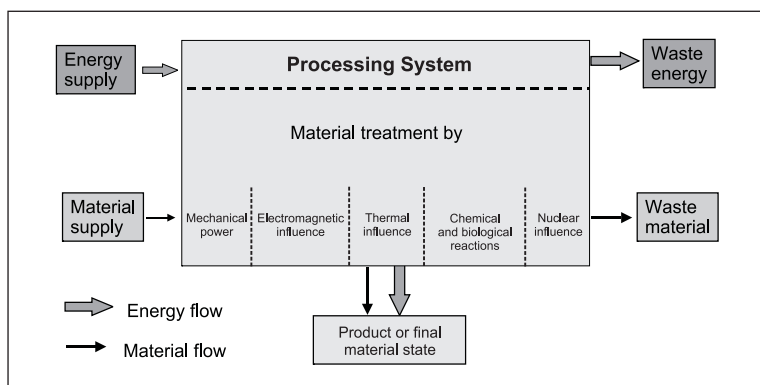 Energy
supply
Processing System
Waste
energy
Material treatment by
Material
supply
Mechanical
power
Electromagnetic
influence
Thermal
influence
Chemical
and biological
reactions
Nuclear
influence
Waste
material
Energy flow
Material flow
Product or final
material state